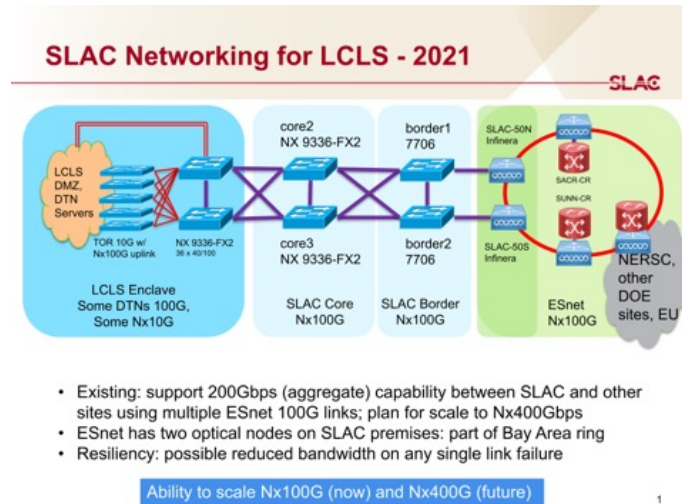 SLAC Networking for LCLS - 2021
SLAC
LCLS
DMZ,
DTN
Servers
TOR 10G w/
Nx100G uplink
NX 9336-FX2
36 x 40/100
LCLS Enclave
Some DTNs 100G,
Some Nx10G
core2
NX 9336-FX2
core3
NX 9336-FX2
SLAC Core
Nx100G
border1
7706
border2
7706
SLAC Border
Nx100G
SLAC-50N
Infinera
SLAC-50S
Infinera
SACR-CR
SUNN-CR
ESnet
Nx100G
NERSC,
other
DOE
sites, EU
• Existing: support 200Gbps (aggregate) capability between SLAC and other
sites using multiple ESnet 100G links; plan for scale to Nx400Gbps
• ESnet has two optical nodes on SLAC premises: part of Bay Area ring
• Resiliency: possible reduced bandwidth on any single link failure
Ability to scale Nx100G (now) and Nx400G (future)
1